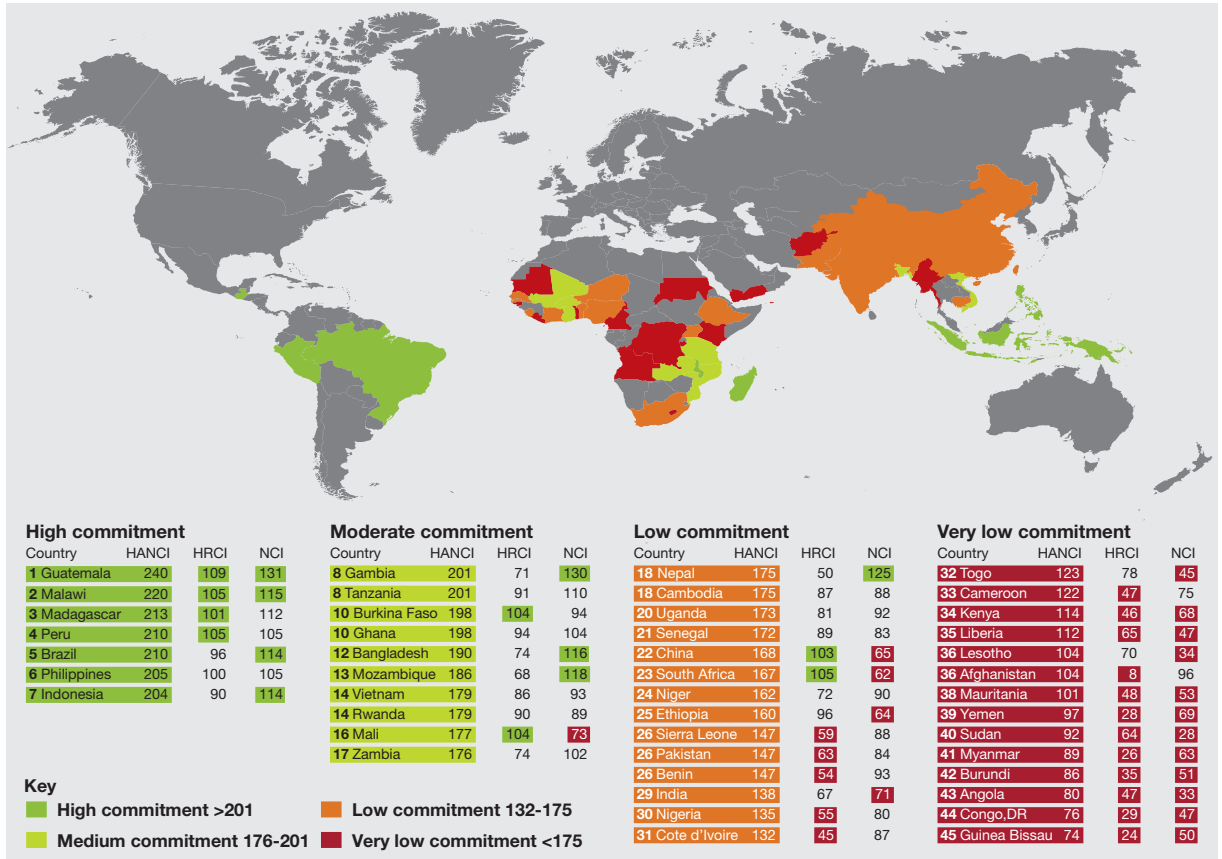 High commitment
Country HANCI HRCI NCI
1 Guatemala 240 109 131
2 Malawi 220 105 115
3 Madagascar 213 101 112
4 Peru 210 105 105
5 Brazil 210 96 114
6 Philippines 205 100 105
7 Indonesia 204 90 114
Moderate commitment
Country HANCI HRCI NCI
8 Gambia 201 71 130
8 Tanzania 201 91 110
10 Burkina Faso 198 104 94
10 Ghana 198 94 104
12 Bangladesh 190 74 116
13 Mozambique 186 68 118
14 Vietnam 179 86 93
14 Rwanda 179 90 89
16 Mali 177 104 73
17 Zambia 176 74 102
Low commitment
Country HANCI HRCI NCI
18 Nepal 175 50 125
18 Cambodia 175 87 88
20 Uganda 173 81 92
21 Senegal 172 89 83
22 China 168 103 65
23 South Africa 167 105 62
24 Niger 162 72 90
25 Ethiopia 160 96 64
26 Sierra Leone 147 59 88
26 Pakistan 147 63 84
26 Benin 147 54 93
29 India 138 67 71
30 Nigeria 135 55 80
31 Cote d'Ivoire 132 45 87
Very low commitment
Country HANCI HRCI NCI
32 Togo 123 78 45
33 Cameroon 122 47 75
34 Kenya 114 46 68
35 Liberia 112 65 47
36 Lesotho 104 70 34
36 Afghanistan 104 8 96
38 Mauritania 101 48 53
39 Yemen 97 28 69
40 Sudan 92 64 28
41 Myanmar 89 26 63
42 Burundi 86 35 51
43 Angola 80 47 33
44 Congo,DR 76 29 47
45 Guinea Bissau 74 24 50
Key
High commitment >201
Medium commitment 176-201
Low commitment 132-175
Very low commitment <175